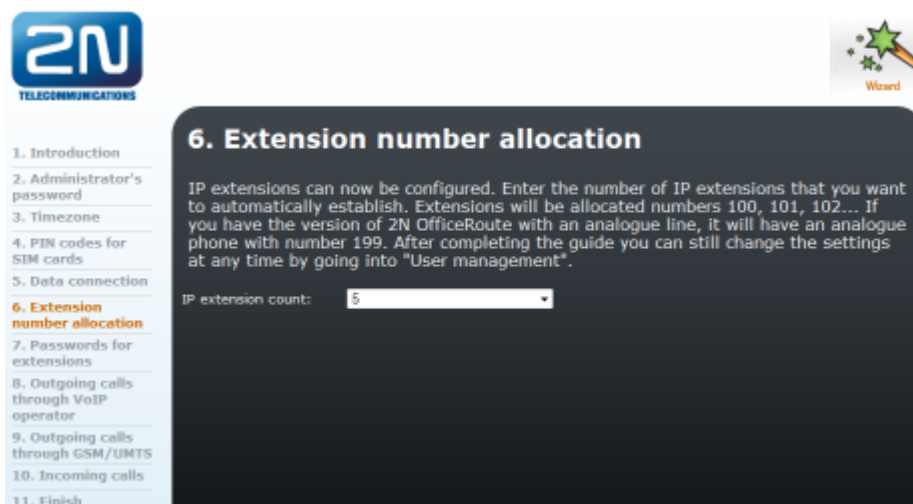 2N
TELECOMMUNICATIONS
Wizard
1. Introduction
2. Administrator's
password
3. Timezone
4. PIN codes for
SIM cards
5. Data connection
6. Extension
number allocation
7. Passwords for
extensions
8. Outgoing calls
through VoIP
operator
9. Outgoing calls
through GSM/UMTS
10. Incoming calls
11. Finish
6. Extension number allocation
IP extensions can now be configured. Enter the number of IP extensions that you want
to automatically establish. Extensions will be allocated numbers 100, 101, 102... If
you have the version of 2N OfficeRoute with an analogue line, it will have an analogue
phone with number 199. After completing the guide you can still change the settings
at any time by going into "User management".
IP extension count: 5